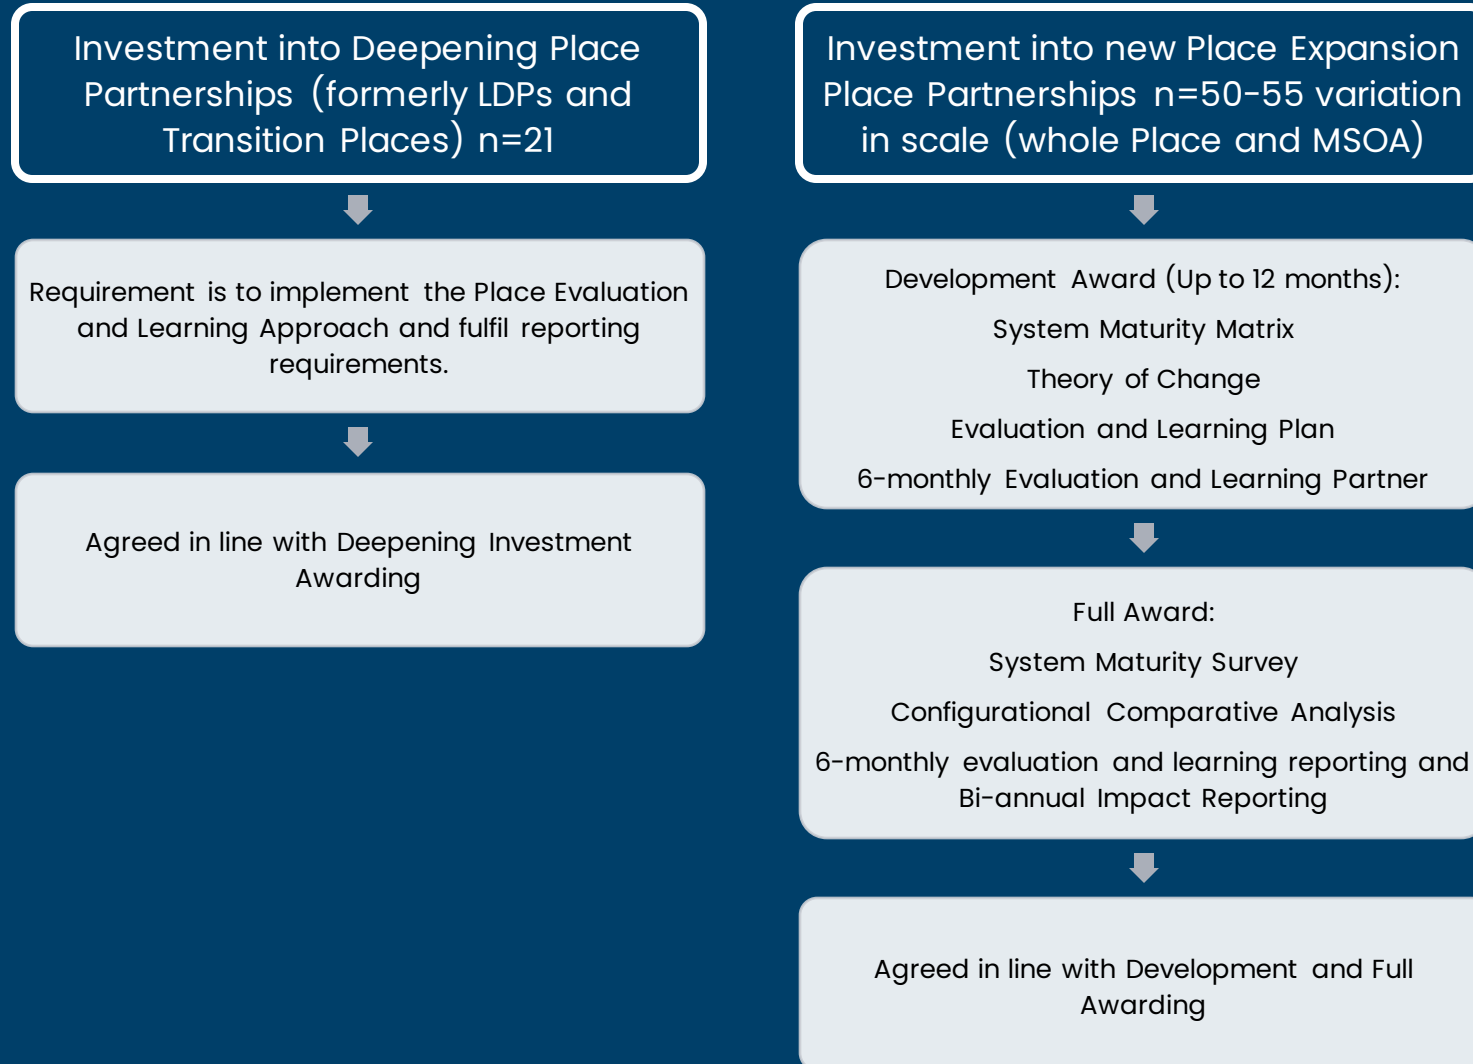 Investment into Deepening Place
Partnerships (formerly LDPs and
Transition Places) n=21
Requirement is to implement the Place Evaluation
and Learning Approach and fulfil reporting
requirements.
Agreed in line with Deepening Investment
Awarding
Investment into new Place Expansion
Place Partnerships n=50-55 variation
in scale (whole Place and MSOA)
Development Award (Up to 12 months):
System Maturity Matrix
Theory of Change
Evaluation and Learning Plan
6-monthly Evaluation and Learning Partner
Full Award:
System Maturity Survey
Configurational Comparative Analysis
6-monthly evaluation and learning reporting and
Bi-annual Impact Reporting
Agreed in line with Development and Full
Awarding